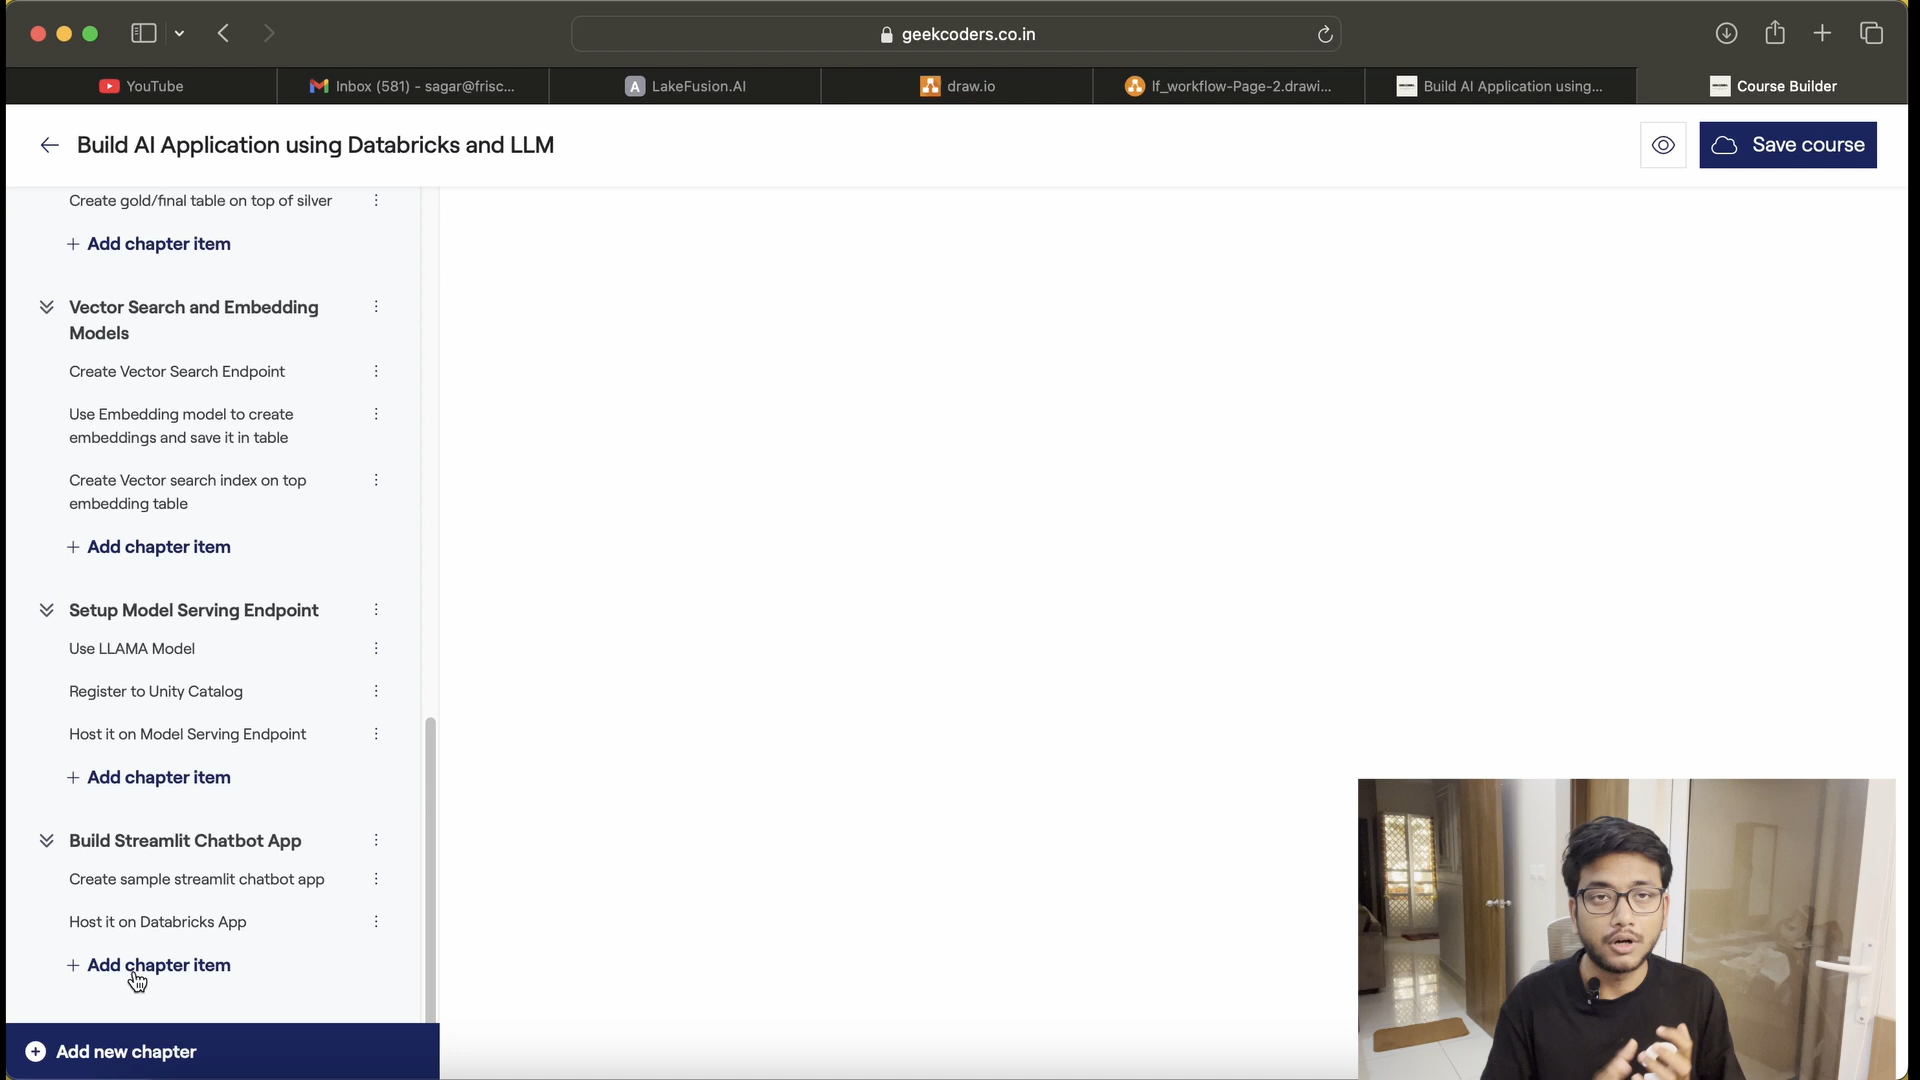 geekcoders.co.in
YouTube
Inbox (581) - sagar@frisc...
A LakeFusion.AI
draw.io
lf_workflow-Page-2.drawi...
Build AI Application using...
Course Builder
Build AI Application using Databricks and LLM
Save course
Create gold/final table on top of silver
+ Add chapter item
Vector Search and Embedding
Models
Create Vector Search Endpoint
Use Embedding model to create
embeddings and save it in table
Create Vector search index on top
embedding table
+ Add chapter item
Setup Model Serving Endpoint
Use LLAMA Model
Register to Unity Catalog
Host it on Model Serving Endpoint
+ Add chapter item
Build Streamlit Chatbot App
Create sample streamlit chatbot app
Host it on Databricks App
+ Add chapter item
Add new chapter